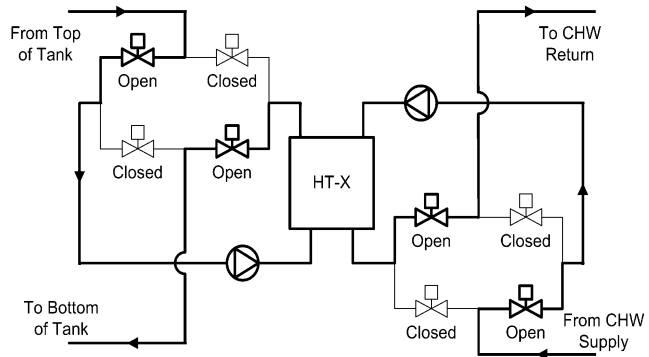 From Top
of Tank
Open
Closed
Closed
Open
To Bottom
of Tank
HT-X
To CHW
Return
Open
Closed
Closed
Open
From CHW
Supply